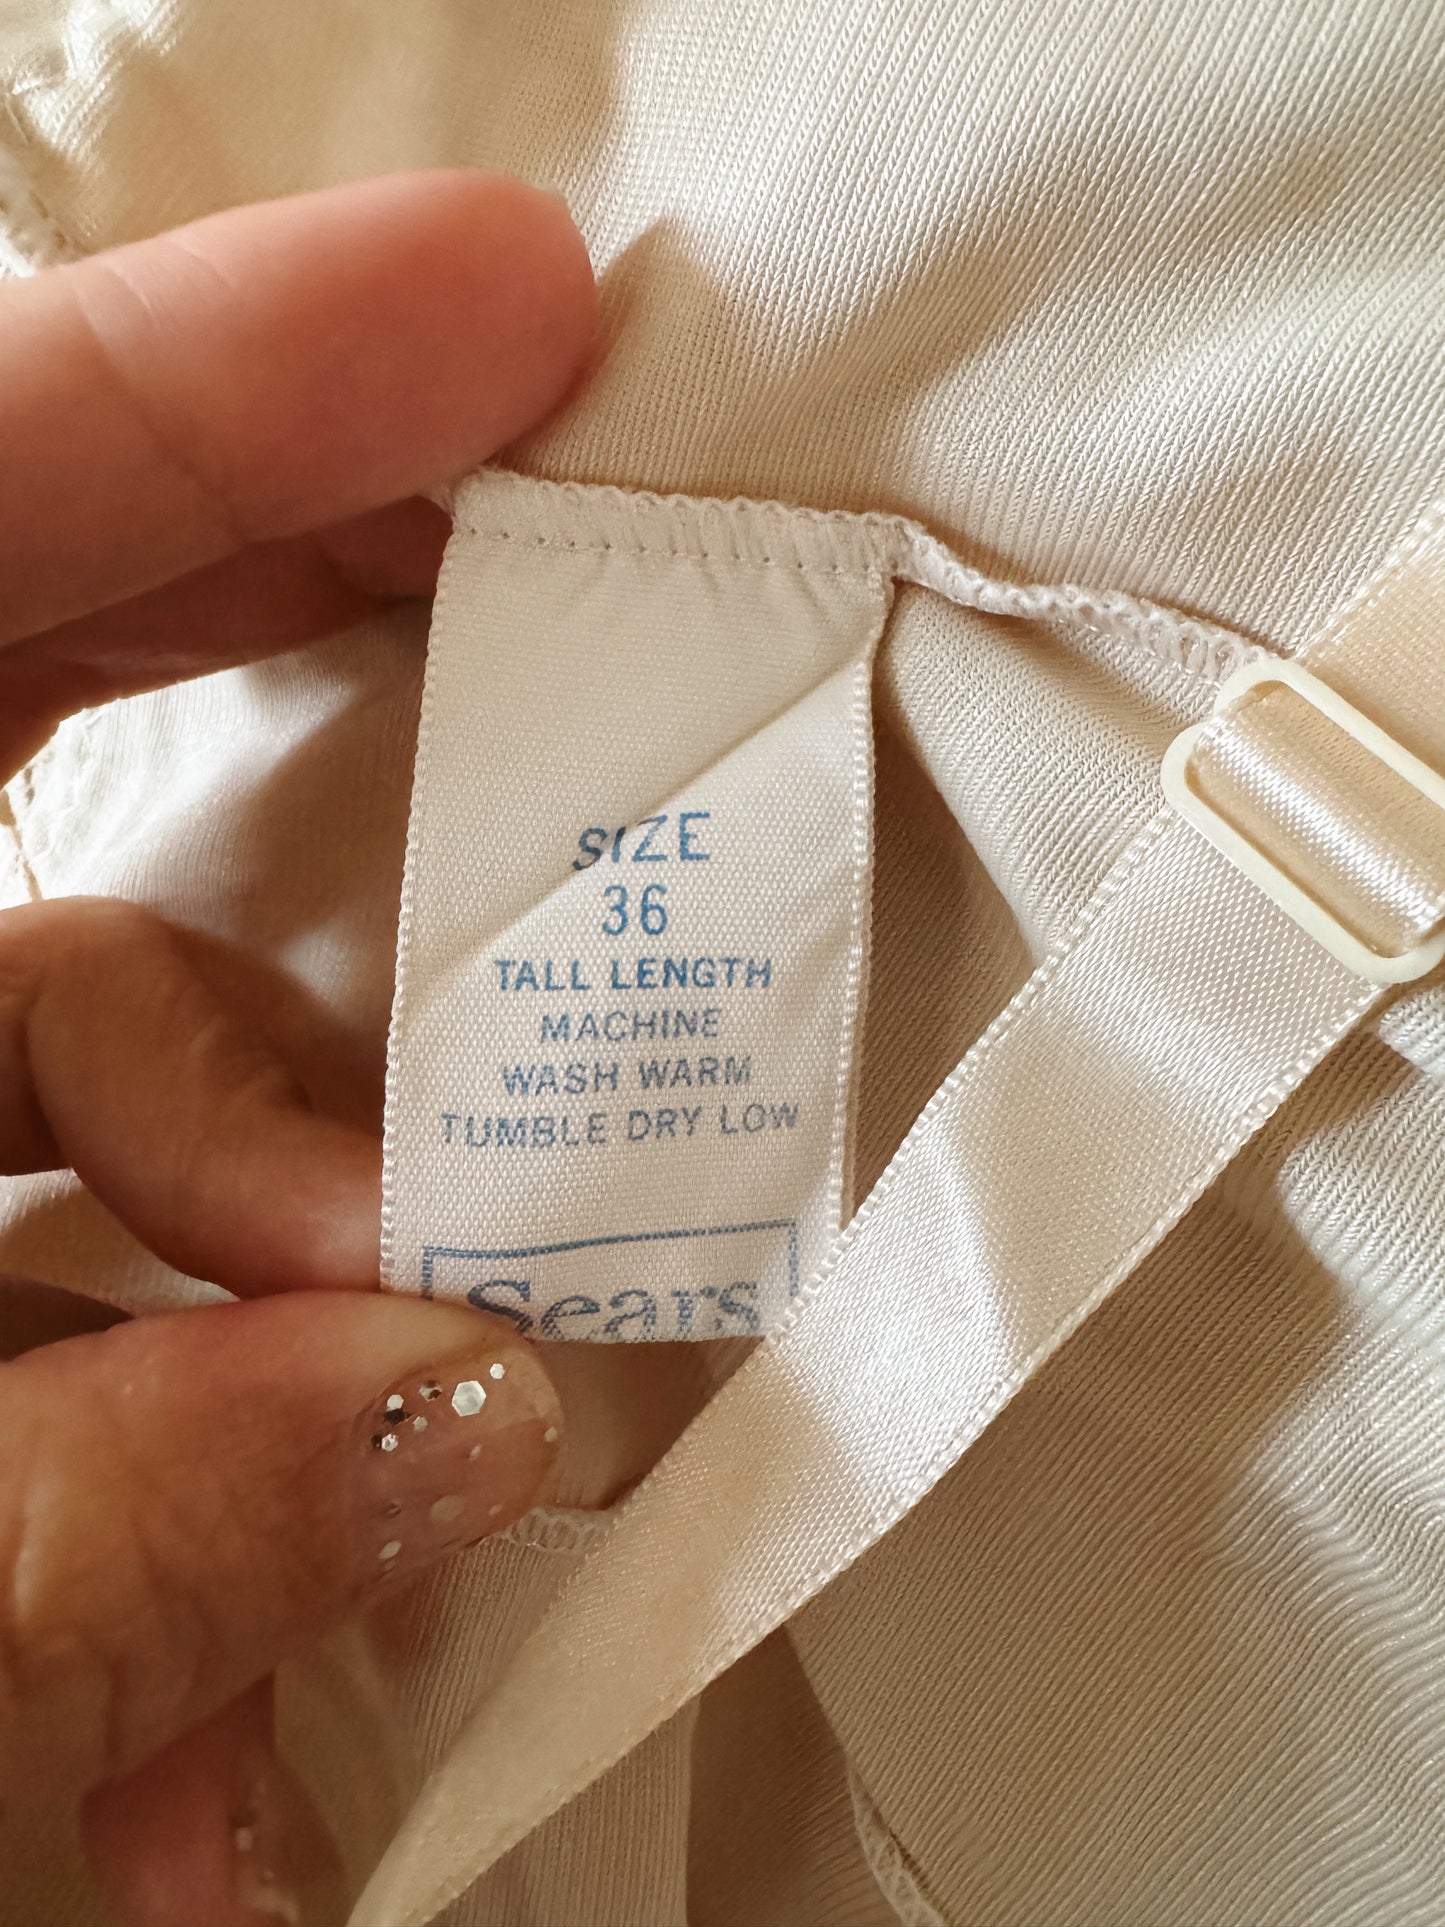 SIZE
36
TALL LENGTH
MACHINE
WASH WARM
TUMBLE DRY LOW
Sears